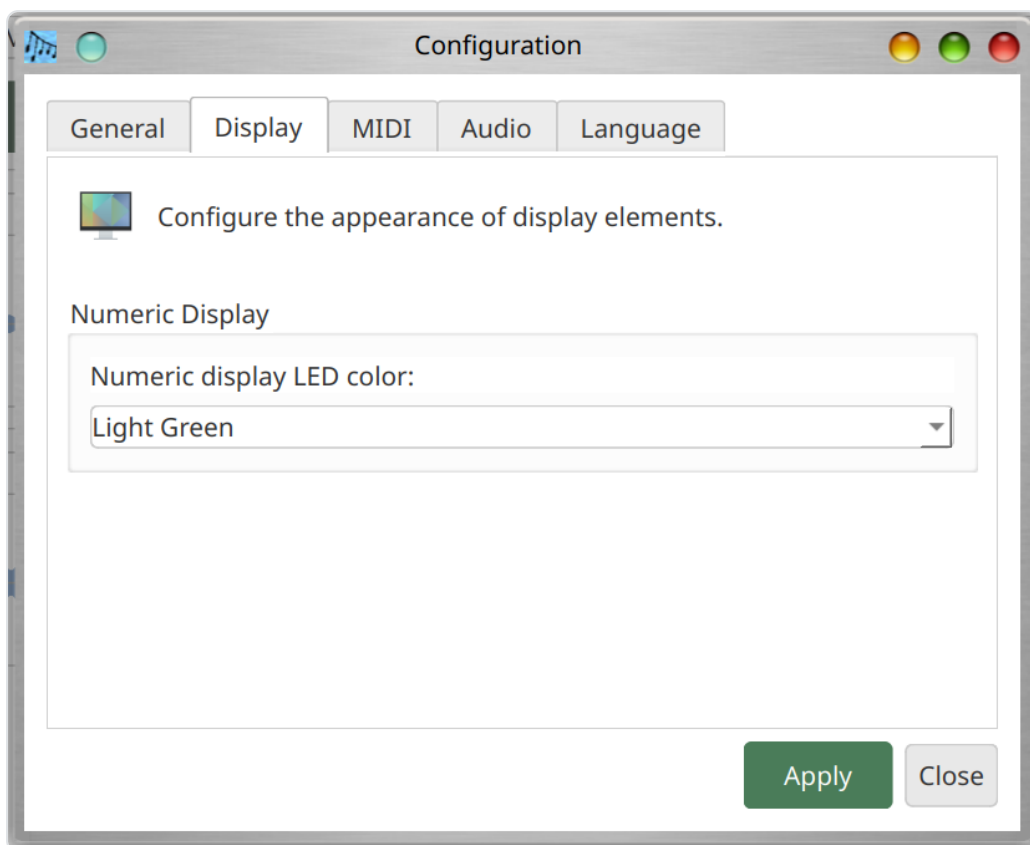 Configuration
General Display MIDI Audio Language
Configure the appearance of display elements.
Numeric Display
Numeric display LED color:
Light Green
Apply Close